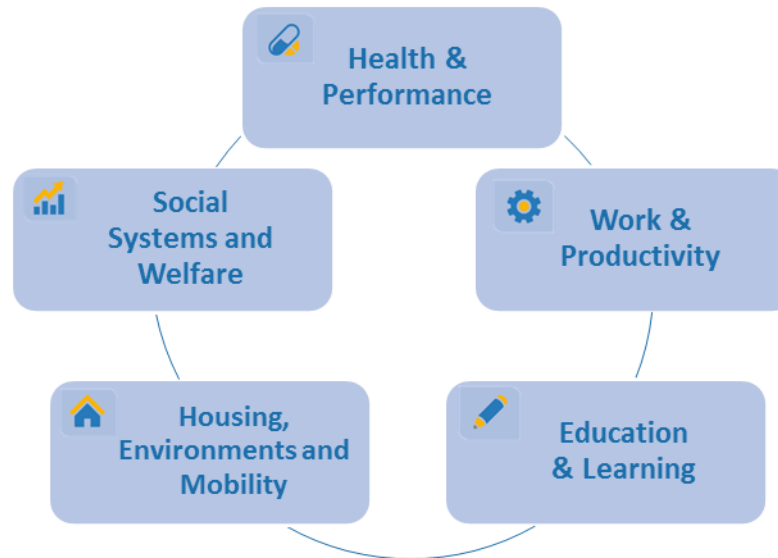 Health &
Performance
Social
Systems and
Welfare
Work &
Productivity
Housing,
Environments and
Mobility
Education
& Learning